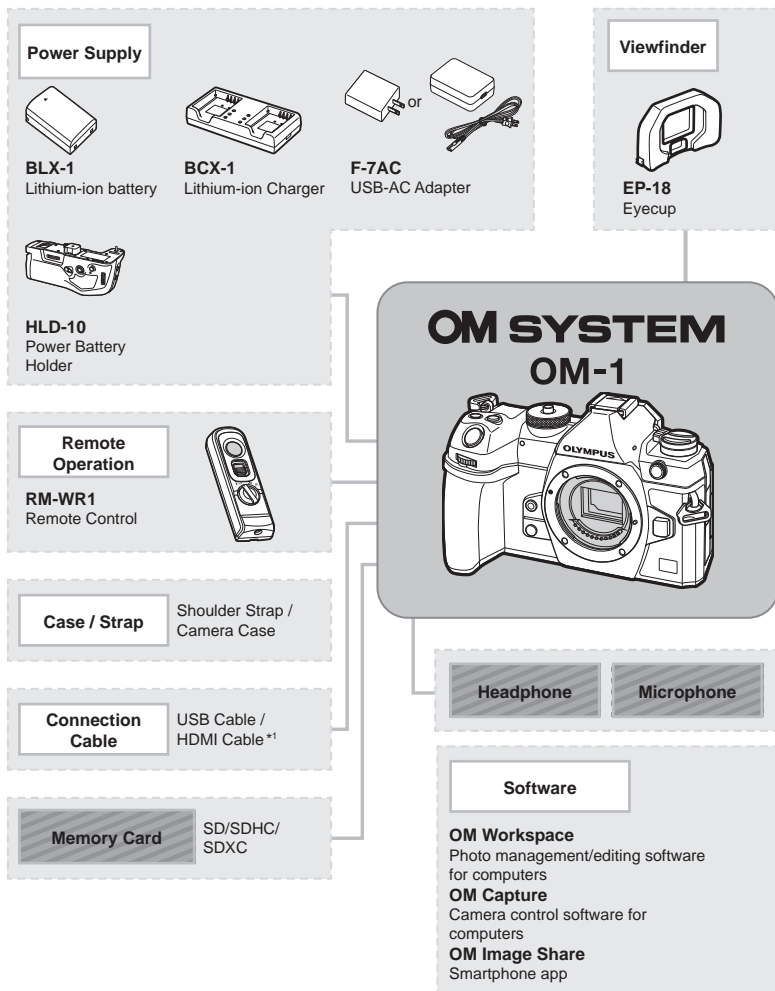 Power Supply
BLX-1
Lithium-ion battery
BCX-1
Lithium-ion Charger
or
F-7AC
USB-AC Adapter
HLD-10
Power Battery
Holder
Viewfinder
EP-18
Eyecup
OM SYSTEM
OM-1
OLYMPUS
Remote
Operation
RM-WR1
Remote Control
Case / Strap
Shoulder Strap /
Camera Case
Connection
Cable
USB Cable /
HDMI Cable *1
Memory Card
SD/SDHC/
SDXC
Headphone
Microphone
Software
OM Workspace
Photo management/editing software
for computers
OM Capture
Camera control software for
computers
OM Image Share
Smartphone app